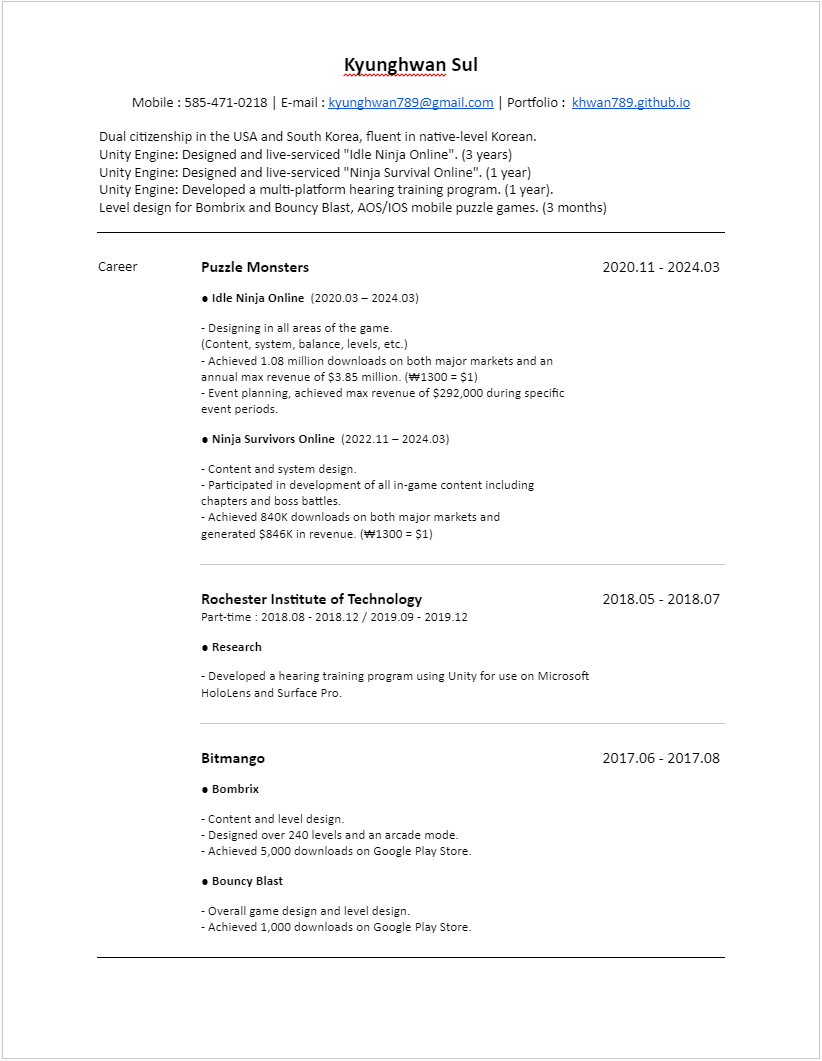 Kyunghwan Sul
Mobile : 585-471-0218 | E-mail : kyunghwan789@gmail.com | Portfolio : khwan789.github.io
Dual citizenship in the USA and South Korea, fluent in native-level Korean.
Unity Engine: Designed and live-serviced "Idle Ninja Online". (3 years)
Unity Engine: Designed and live-serviced "Ninja Survival Online". (1 year)
Unity Engine: Developed a multi-platform hearing training program. (1 year).
Level design for Bombrix and Bouncy Blast, AOS/IOS mobile puzzle games. (3 months)
Career Puzzle Monsters 2020.11 - 2024.03
● Idle Ninja Online (2020.03 – 2024.03)
- Designing in all areas of the game.
(Content, system, balance, levels, etc.)
- Achieved 1.08 million downloads on both major markets and an
annual max revenue of $3.85 million. (₩1300 = $1)
- Event planning, achieved max revenue of $292,000 during specific
event periods.
● Ninja Survivors Online (2022.11 – 2024.03)
- Content and system design.
- Participated in development of all in-game content including
chapters and boss battles.
- Achieved 840K downloads on both major markets and
generated $846K in revenue. (₩1300 = $1)
Rochester Institute of Technology 2018.05 - 2018.07
Part-time : 2018.08 - 2018.12 / 2019.09 - 2019.12
● Research
- Developed a hearing training program using Unity for use on Microsoft
HoloLens and Surface Pro.
Bitmango 2017.06 - 2017.08
● Bombrix
- Content and level design.
- Designed over 240 levels and an arcade mode.
- Achieved 5,000 downloads on Google Play Store.
● Bouncy Blast
- Overall game design and level design.
- Achieved 1,000 downloads on Google Play Store.